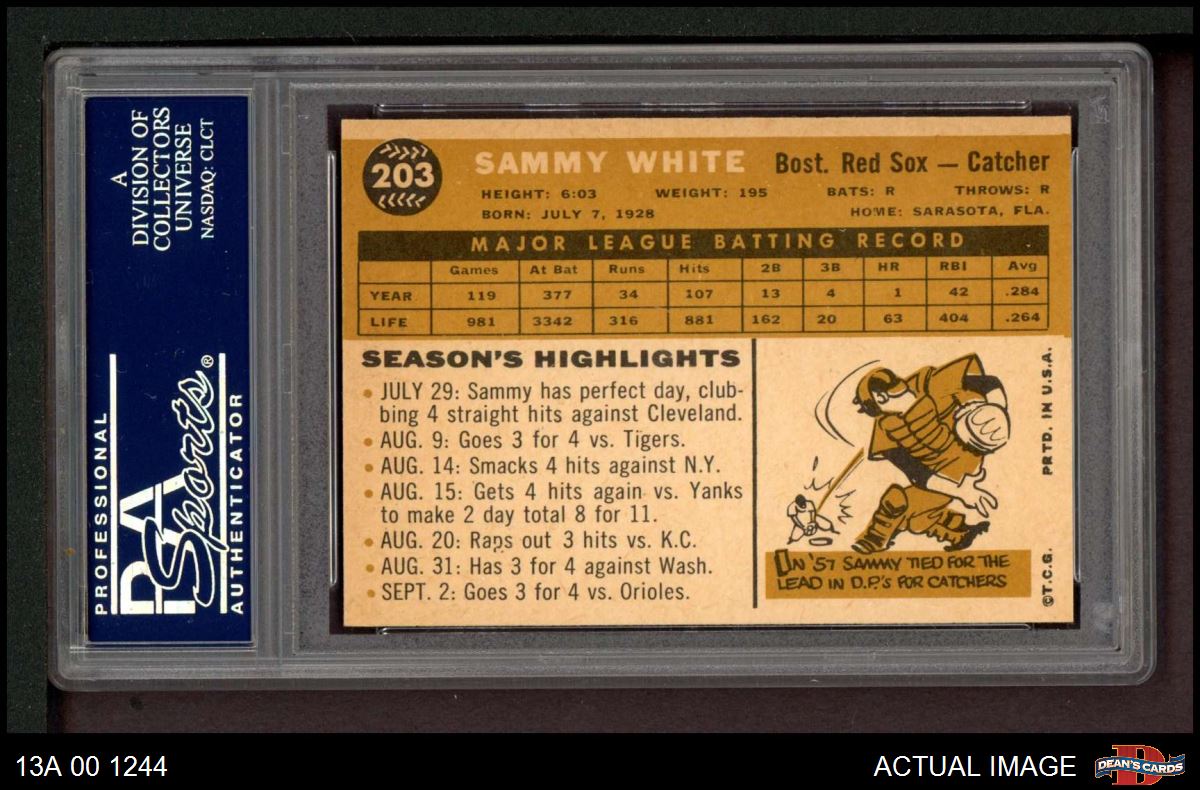 A
DIVISION OF
COLLECTORS
UNIVERSE
NASDAQ: CLCT
PROFESSIONAL
PSA
Sports®
AUTHENTICATOR
203
SAMMY WHITE
Bost. Red Sox — Catcher
HEIGHT: 6:03 WEIGHT: 195 BATS: R THROWS: R
BORN: JULY 7, 1928 HOME: SARASOTA, FLA.
MAJOR LEAGUE BATTING RECORD
Games At Bat Runs Hits 2B 3B HR RBI Avg
YEAR 119 377 34 107 13 4 1 42 .284
LIFE 981 3342 316 881 162 20 63 404 .264
SEASON'S HIGHLIGHTS
• JULY 29: Sammy has perfect day, club-
bing 4 straight hits against Cleveland.
• AUG. 9: Goes 3 for 4 vs. Tigers.
• AUG. 14: Smacks 4 hits against N.Y.
• AUG. 15: Gets 4 hits again vs. Yanks
to make 2 day total 8 for 11.
• AUG. 20: Raps out 3 hits vs. K.C.
• AUG. 31: Has 3 for 4 against Wash.
• SEPT. 2: Goes 3 for 4 vs. Orioles.
IN '57 SAMMY TIED FOR THE
LEAD IN D.P.'S FOR CATCHERS
©T.C.G. PRTD. IN U.S.A.
13A 00 1244
ACTUAL IMAGE
D
DEAN'S CARDS